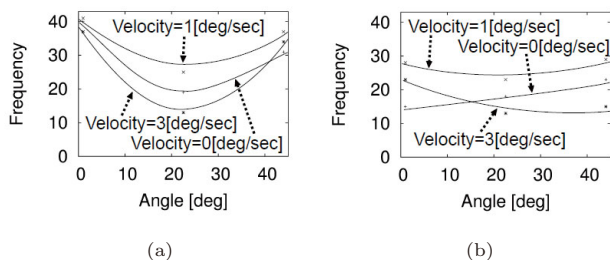 Frequency
40
30
20
10
0
Velocity=1[deg/sec]
Velocity=3[deg/sec]
Velocity=0[deg/sec]
0 10 20 30 40
Angle [deg]
(a)
Frequency
40
30
20
10
0
Velocity=1[deg/sec]
Velocity=0[deg/sec]
Velocity=3[deg/sec]
0 10 20 30 40
Angle [deg]
(b)